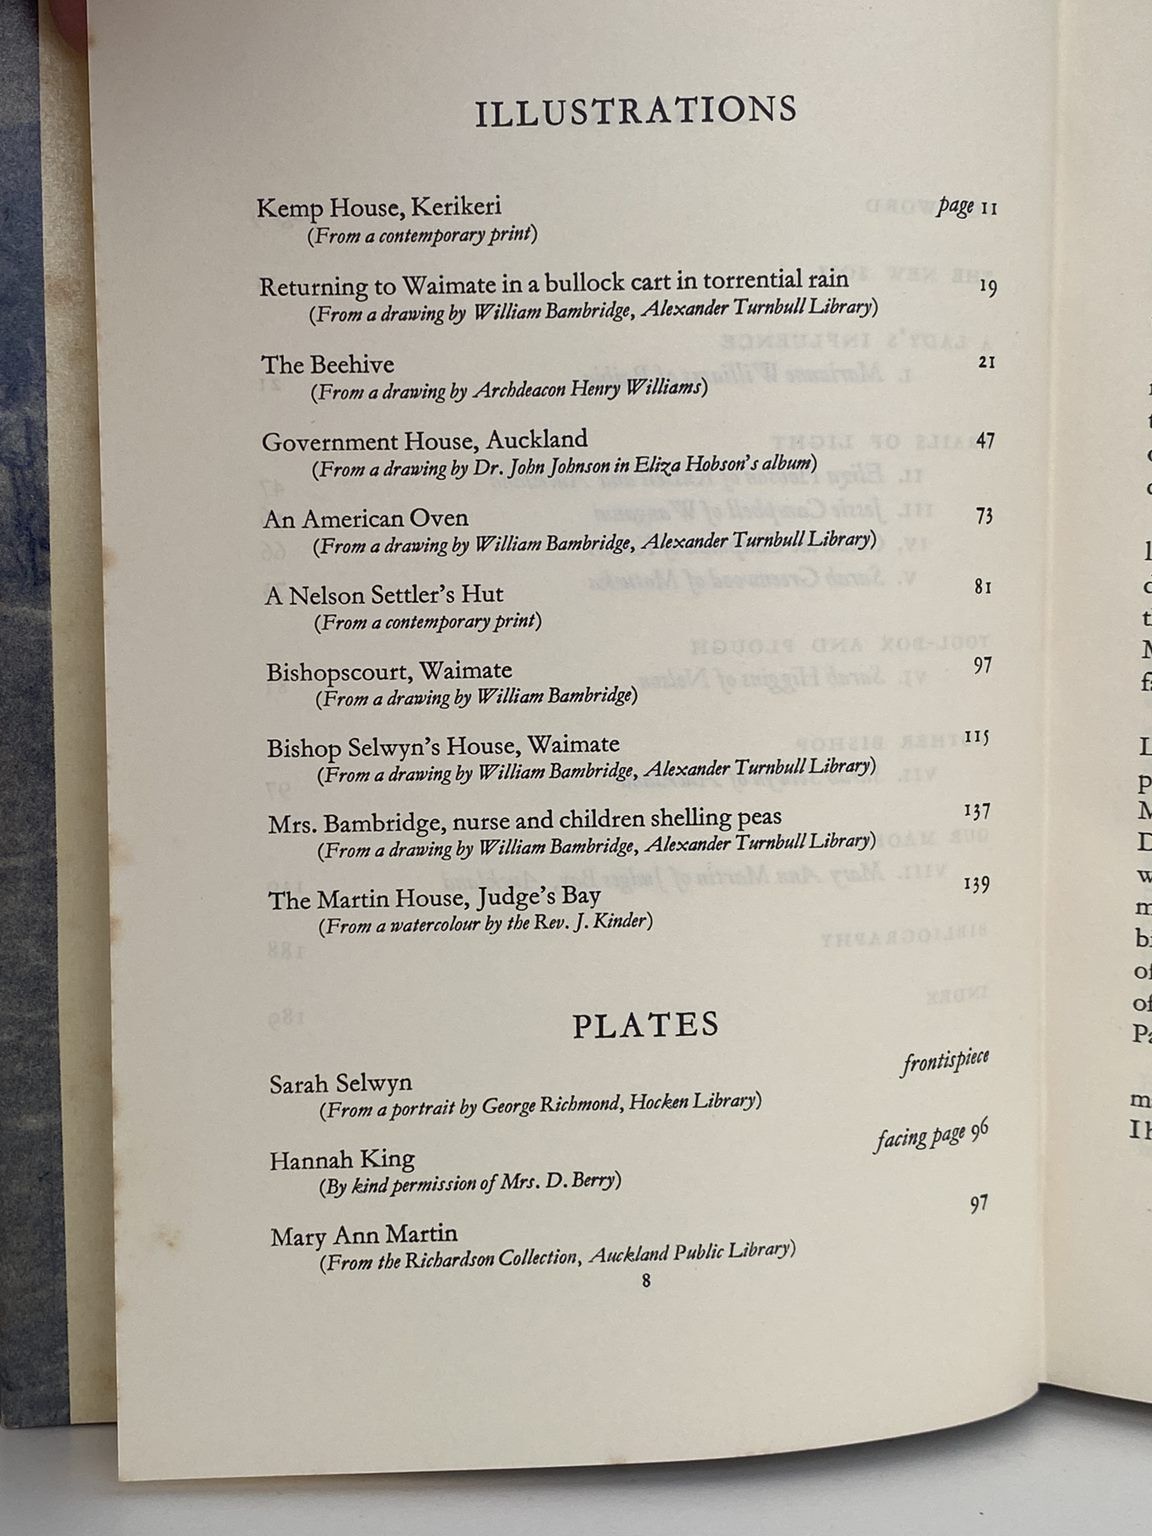 ILLUSTRATIONS
Kemp House, Kerikeri page 11
(From a contemporary print)
Returning to Waimate in a bullock cart in torrential rain 19
(From a drawing by William Bambridge, Alexander Turnbull Library)
The Beehive 21
(From a drawing by Archdeacon Henry Williams)
Government House, Auckland 47
(From a drawing by Dr. John Johnson in Eliza Hobson's album)
An American Oven 73
(From a drawing by William Bambridge, Alexander Turnbull Library)
A Nelson Settler's Hut 81
(From a contemporary print)
Bishopscourt, Waimate 97
(From a drawing by William Bambridge)
Bishop Selwyn's House, Waimate 115
(From a drawing by William Bambridge, Alexander Turnbull Library)
Mrs. Bambridge, nurse and children shelling peas 137
(From a drawing by William Bambridge, Alexander Turnbull Library)
The Martin House, Judge's Bay 139
(From a watercolour by the Rev. J. Kinder)
PLATES
Sarah Selwyn frontispiece
(From a portrait by George Richmond, Hocken Library)
Hannah King facing page 96
(By kind permission of Mrs. D. Berry)
Mary Ann Martin 97
(From the Richardson Collection, Auckland Public Library)
8